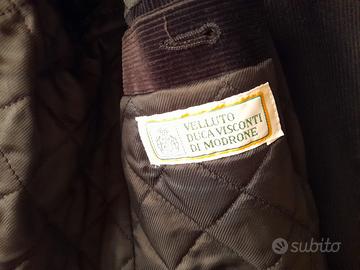 VELLUTO
DUCA VISCONTI
DI MODRONE
subito